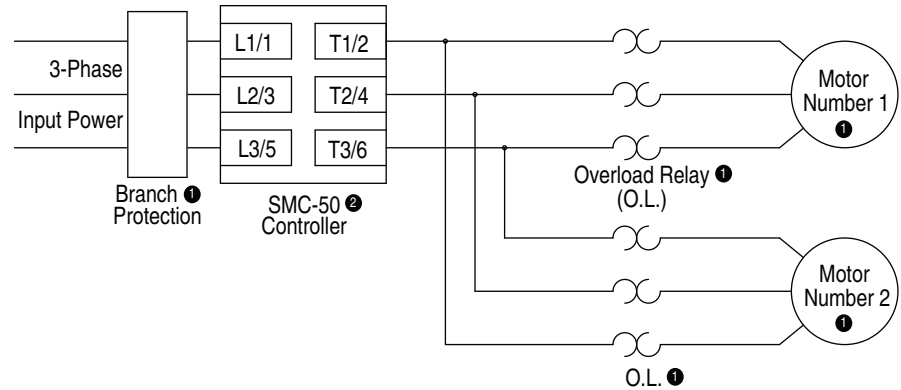 3-Phase
Input Power
Branch ❶
Protection
L1/1
T1/2
L2/3
T2/4
L3/5
T3/6
SMC-50 ❷
Controller
Overload Relay ❶
(O.L.)
Motor
Number 1
❶
Motor
Number 2
❶
O.L. ❶